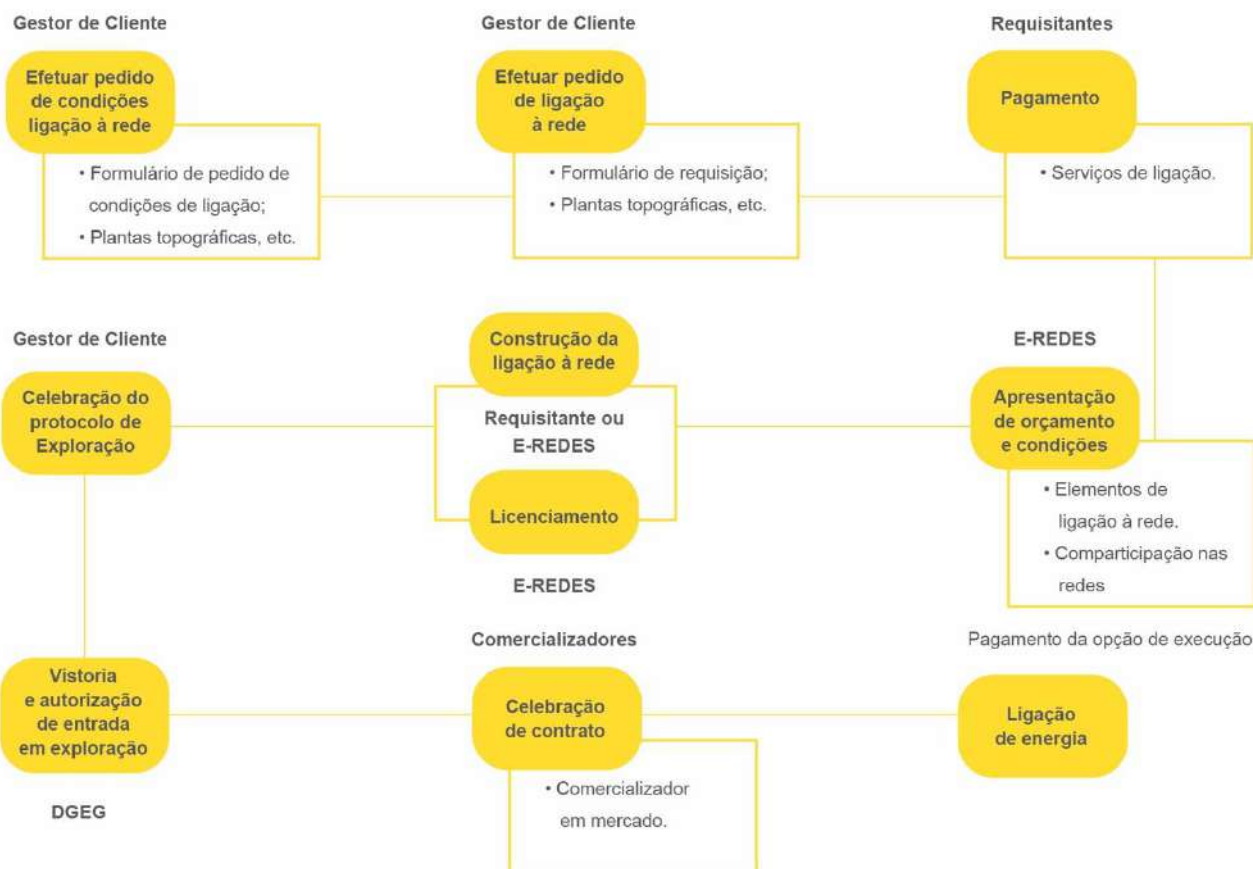 Gestor de Cliente
Efetuar pedido
de condições
ligação à rede
• Formulário de pedido de
condições de ligação;
• Plantas topográficas, etc.
Gestor de Cliente
Efetuar pedido
de ligação
à rede
• Formulário de requisição;
• Plantas topográficas, etc.
Requisitantes
Pagamento
• Serviços de ligação.
E-REDES
Apresentação
de orçamento
e condições
• Elementos de
ligação à rede.
• Comparticipação nas
redes
Pagamento da opção de execução
Construção da
ligação à rede
Requisitante ou
E-REDES
Licenciamento
E-REDES
Gestor de Cliente
Celebração do
protocolo de
Exploração
Vistoria
e autorização
de entrada
em exploração
DGEG
Comercializadores
Celebração
de contrato
• Comercializador
em mercado.
Ligação
de energia